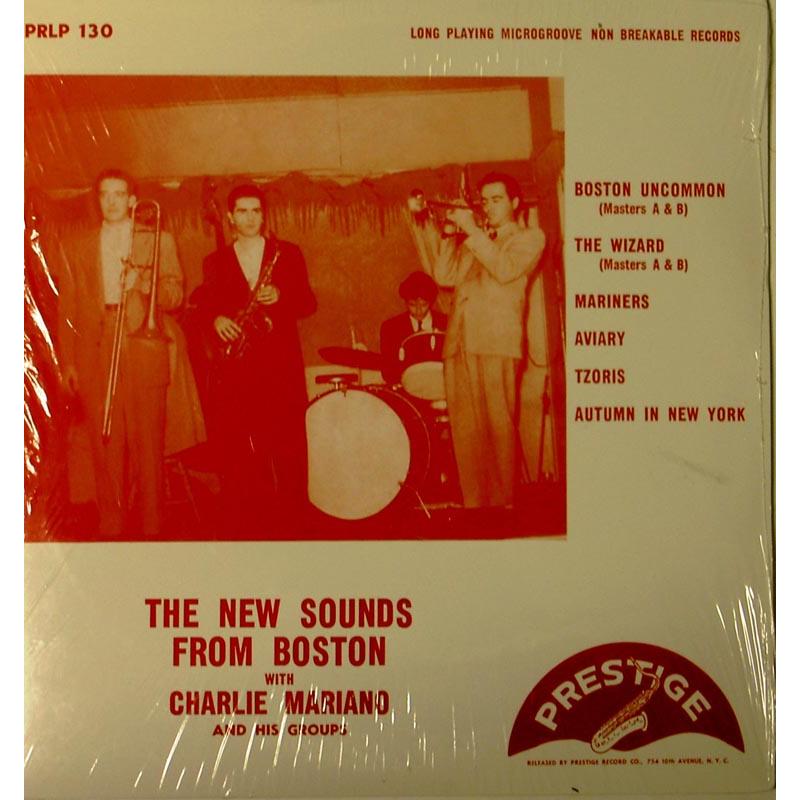 PRLP 130
LONG PLAYING MICROGROOVE NON BREAKABLE RECORDS
BOSTON UNCOMMON
(Masters A & B)
THE WIZARD
(Masters A & B)
MARINERS
AVIARY
TZORIS
AUTUMN IN NEW YORK
THE NEW SOUNDS
FROM BOSTON
WITH
CHARLIE MARIANO
AND HIS GROUPS
PRESTIGE
RELEASED BY PRESTIGE RECORD CO., 754 10th AVENUE, N. Y. C.